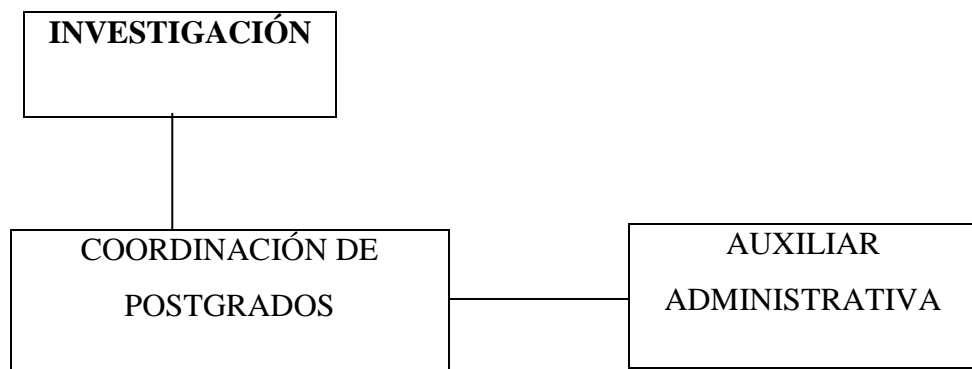 INVESTIGACIÓN
COORDINACIÓN DE
POSTGRADOS
AUXILIAR
ADMINISTRATIVA